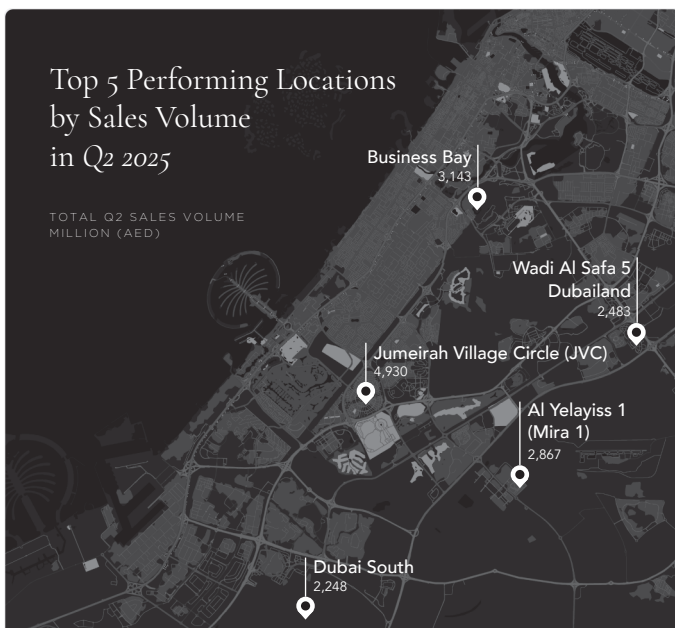 Top 5 Performing Locations
by Sales Volume
in Q2 2025
TOTAL Q2 SALES VOLUME
MILLION (AED)
Business Bay
3,143
Wadi Al Safa 5
Dubailand
2,483
Jumeirah Village Circle (JVC)
4,930
Al Yelayiss 1
(Mira 1)
2,867
Dubai South
2,248